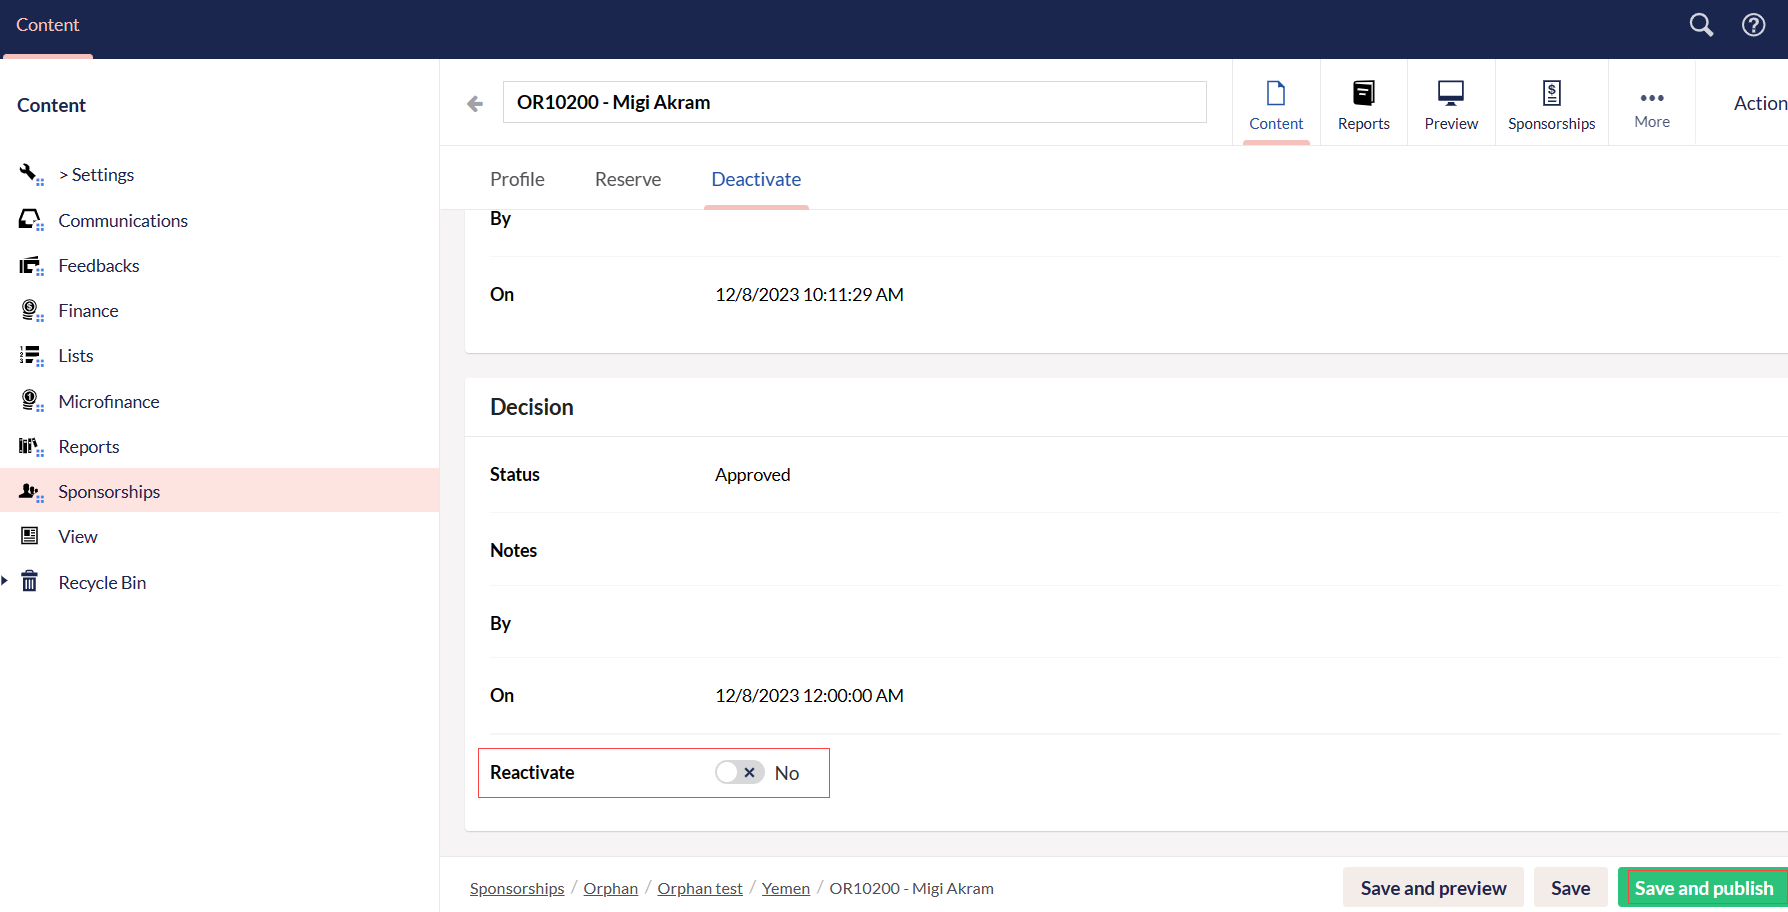 Content
Content
> Settings
Communications
Feedbacks
Finance
Lists
Microfinance
Reports
Sponsorships
View
Recycle Bin
OR10200 - Migi Akram
Content
Reports
Preview
Sponsorships
More
Action
Profile
Reserve
Deactivate
By
On 12/8/2023 10:11:29 AM
Decision
Status Approved
Notes
By
On 12/8/2023 12:00:00 AM
Reactivate No
Sponsorships / Orphan / Orphan test / Yemen / OR10200 - Migi Akram
Save and preview
Save
Save and publish